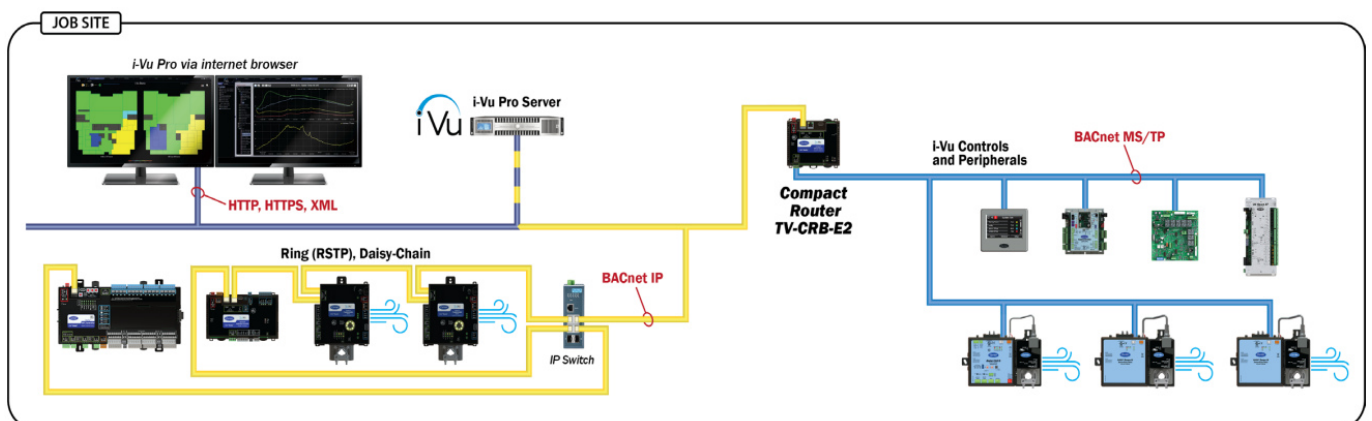 JOB SITE
i-Vu Pro via internet browser
iVu
i-Vu Pro Server
HTTP, HTTPS, XML
Compact
Router
TV-CRB-E2
i-Vu Controls
and Peripherals
BACnet MS/TP
Ring (RSTP), Daisy-Chain
BACnet IP
IP Switch